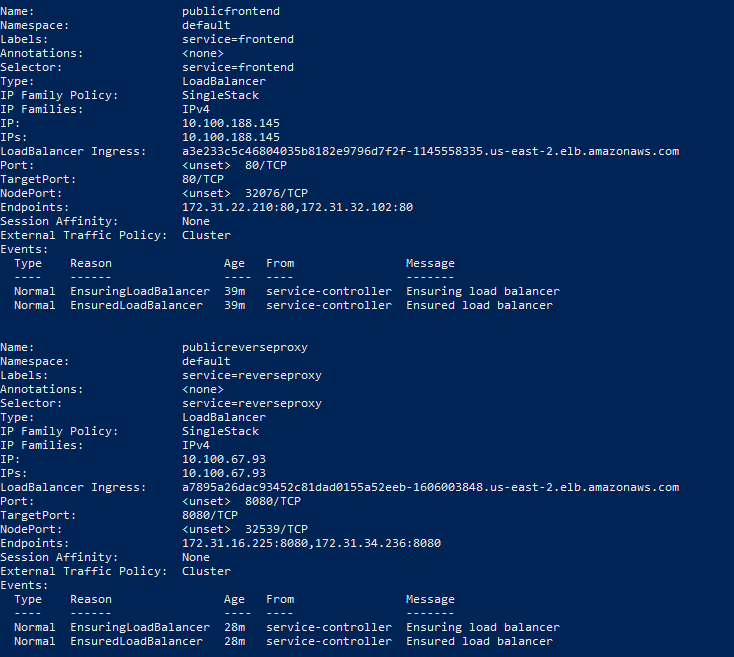 Name:                     publicfrontend
Namespace:                default
Labels:                   service=frontend
Annotations:              <none>
Selector:                 service=frontend
Type:                     LoadBalancer
IP Family Policy:         SingleStack
IP Families:              IPv4
IP:                       10.100.188.145
IPs:                      10.100.188.145
LoadBalancer Ingress:     a3e233c5c46804035b8182e9796d7f2f-1145558335.us-east-2.elb.amazonaws.com
Port:                     <unset>  80/TCP
TargetPort:               80/TCP
NodePort:                 <unset>  32076/TCP
Endpoints:                172.31.22.210:80,172.31.32.102:80
Session Affinity:         None
External Traffic Policy:  Cluster
Events:
  Type    Reason                Age   From                Message
  ----    ------                ----  ----                -------
  Normal  EnsuringLoadBalancer  39m   service-controller  Ensuring load balancer
  Normal  EnsuredLoadBalancer   39m   service-controller  Ensured load balancer

Name:                     publicreverseproxy
Namespace:                default
Labels:                   service=reverseproxy
Annotations:              <none>
Selector:                 service=reverseproxy
Type:                     LoadBalancer
IP Family Policy:         SingleStack
IP Families:              IPv4
IP:                       10.100.67.93
IPs:                      10.100.67.93
LoadBalancer Ingress:     a7895a26dac93452c81dad0155a52eeb-1606003848.us-east-2.elb.amazonaws.com
Port:                     <unset>  8080/TCP
TargetPort:               8080/TCP
NodePort:                 <unset>  32539/TCP
Endpoints:                172.31.16.225:8080,172.31.34.236:8080
Session Affinity:         None
External Traffic Policy:  Cluster
Events:
  Type    Reason                Age   From                Message
  ----    ------                ----  ----                -------
  Normal  EnsuringLoadBalancer  28m   service-controller  Ensuring load balancer
  Normal  EnsuredLoadBalancer   28m   service-controller  Ensured load balancer